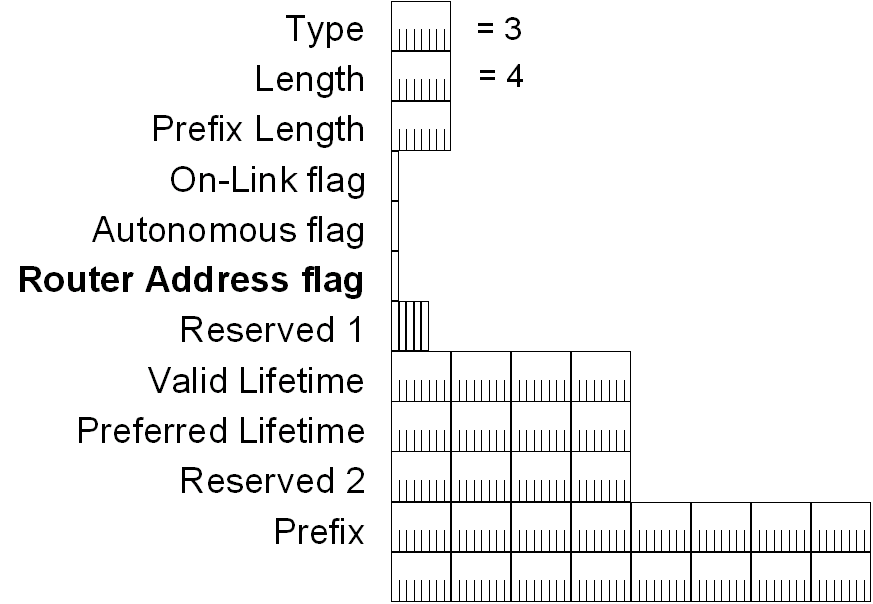 Type = 3
Length = 4
Prefix Length
On-Link flag
Autonomous flag
Router Address flag
Reserved 1
Valid Lifetime
Preferred Lifetime
Reserved 2
Prefix